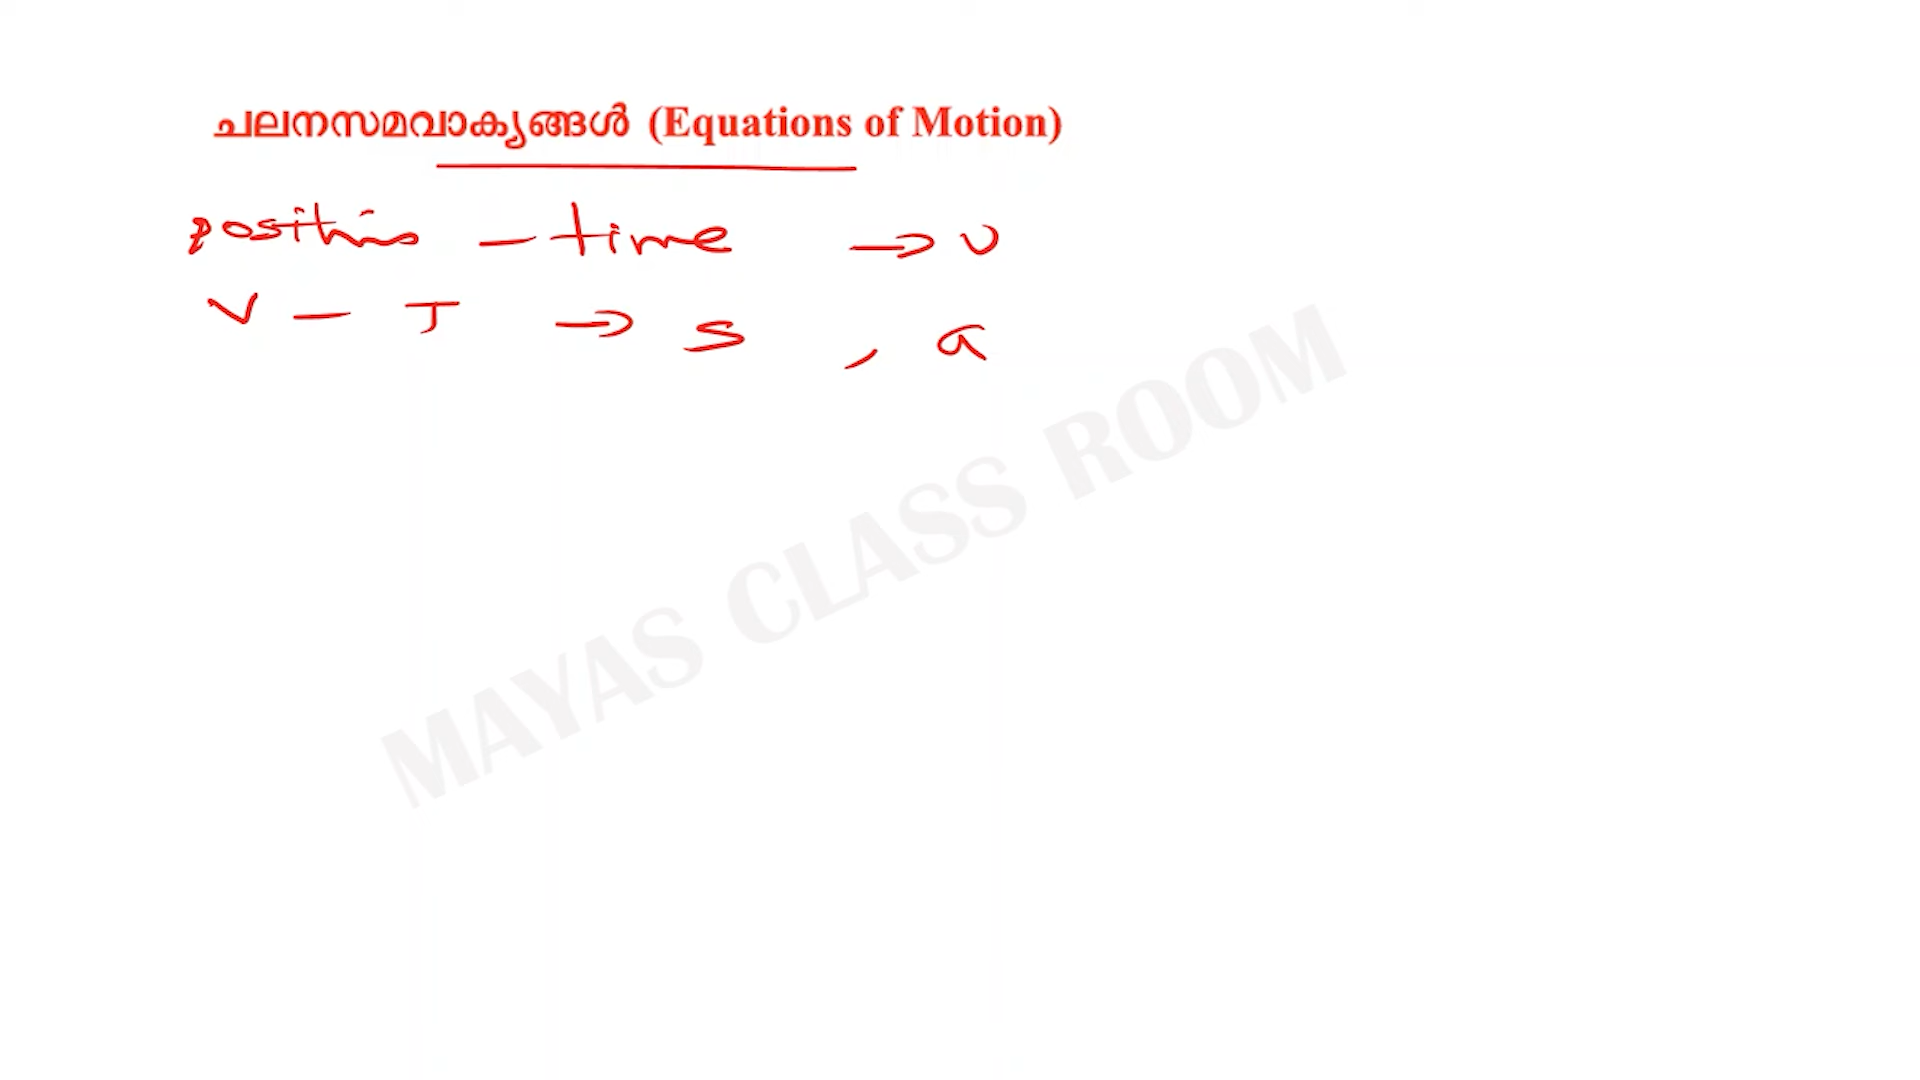 ചലനസമവാക്യങ്ങൾ (Equations of Motion)
position – time → v
V – T → S , a
MAYAS CLASS ROOM